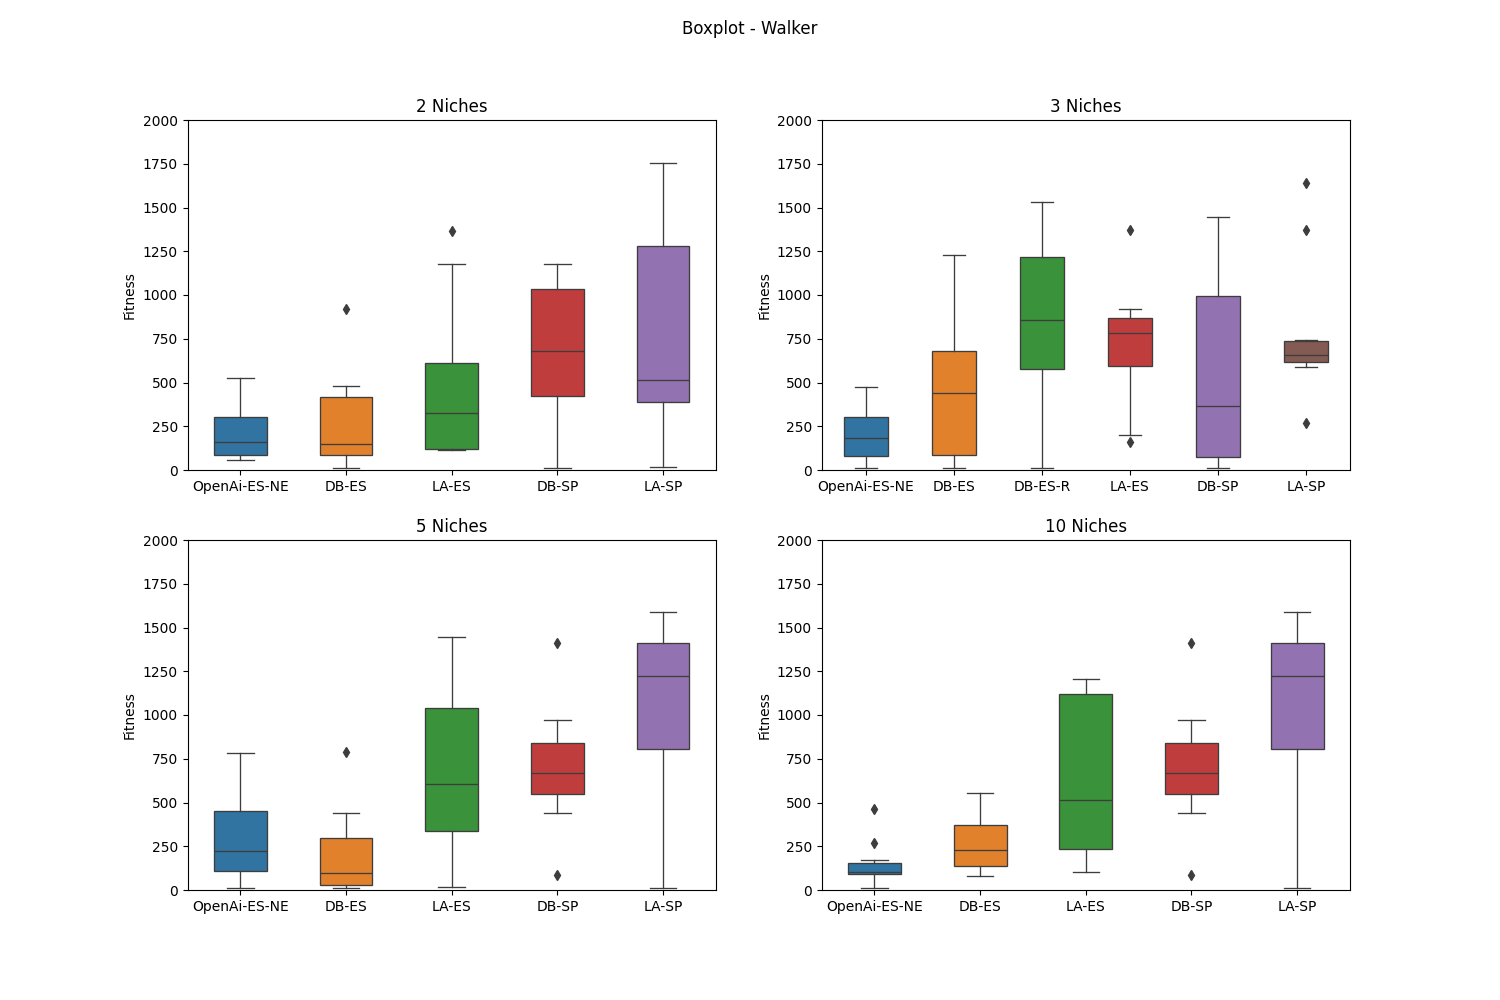 Boxplot - Walker
2 Niches
2000
1750
1500
1250
1000
750
500
250
0
Fitness
OpenAi-ES-NE DB-ES LA-ES DB-SP LA-SP
3 Niches
2000
1750
1500
1250
1000
750
500
250
0
Fitness
OpenAi-ES-NE DB-ES DB-ES-R LA-ES DB-SP LA-SP
5 Niches
2000
1750
1500
1250
1000
750
500
250
0
Fitness
OpenAi-ES-NE DB-ES LA-ES DB-SP LA-SP
10 Niches
2000
1750
1500
1250
1000
750
500
250
0
Fitness
OpenAi-ES-NE DB-ES LA-ES DB-SP LA-SP